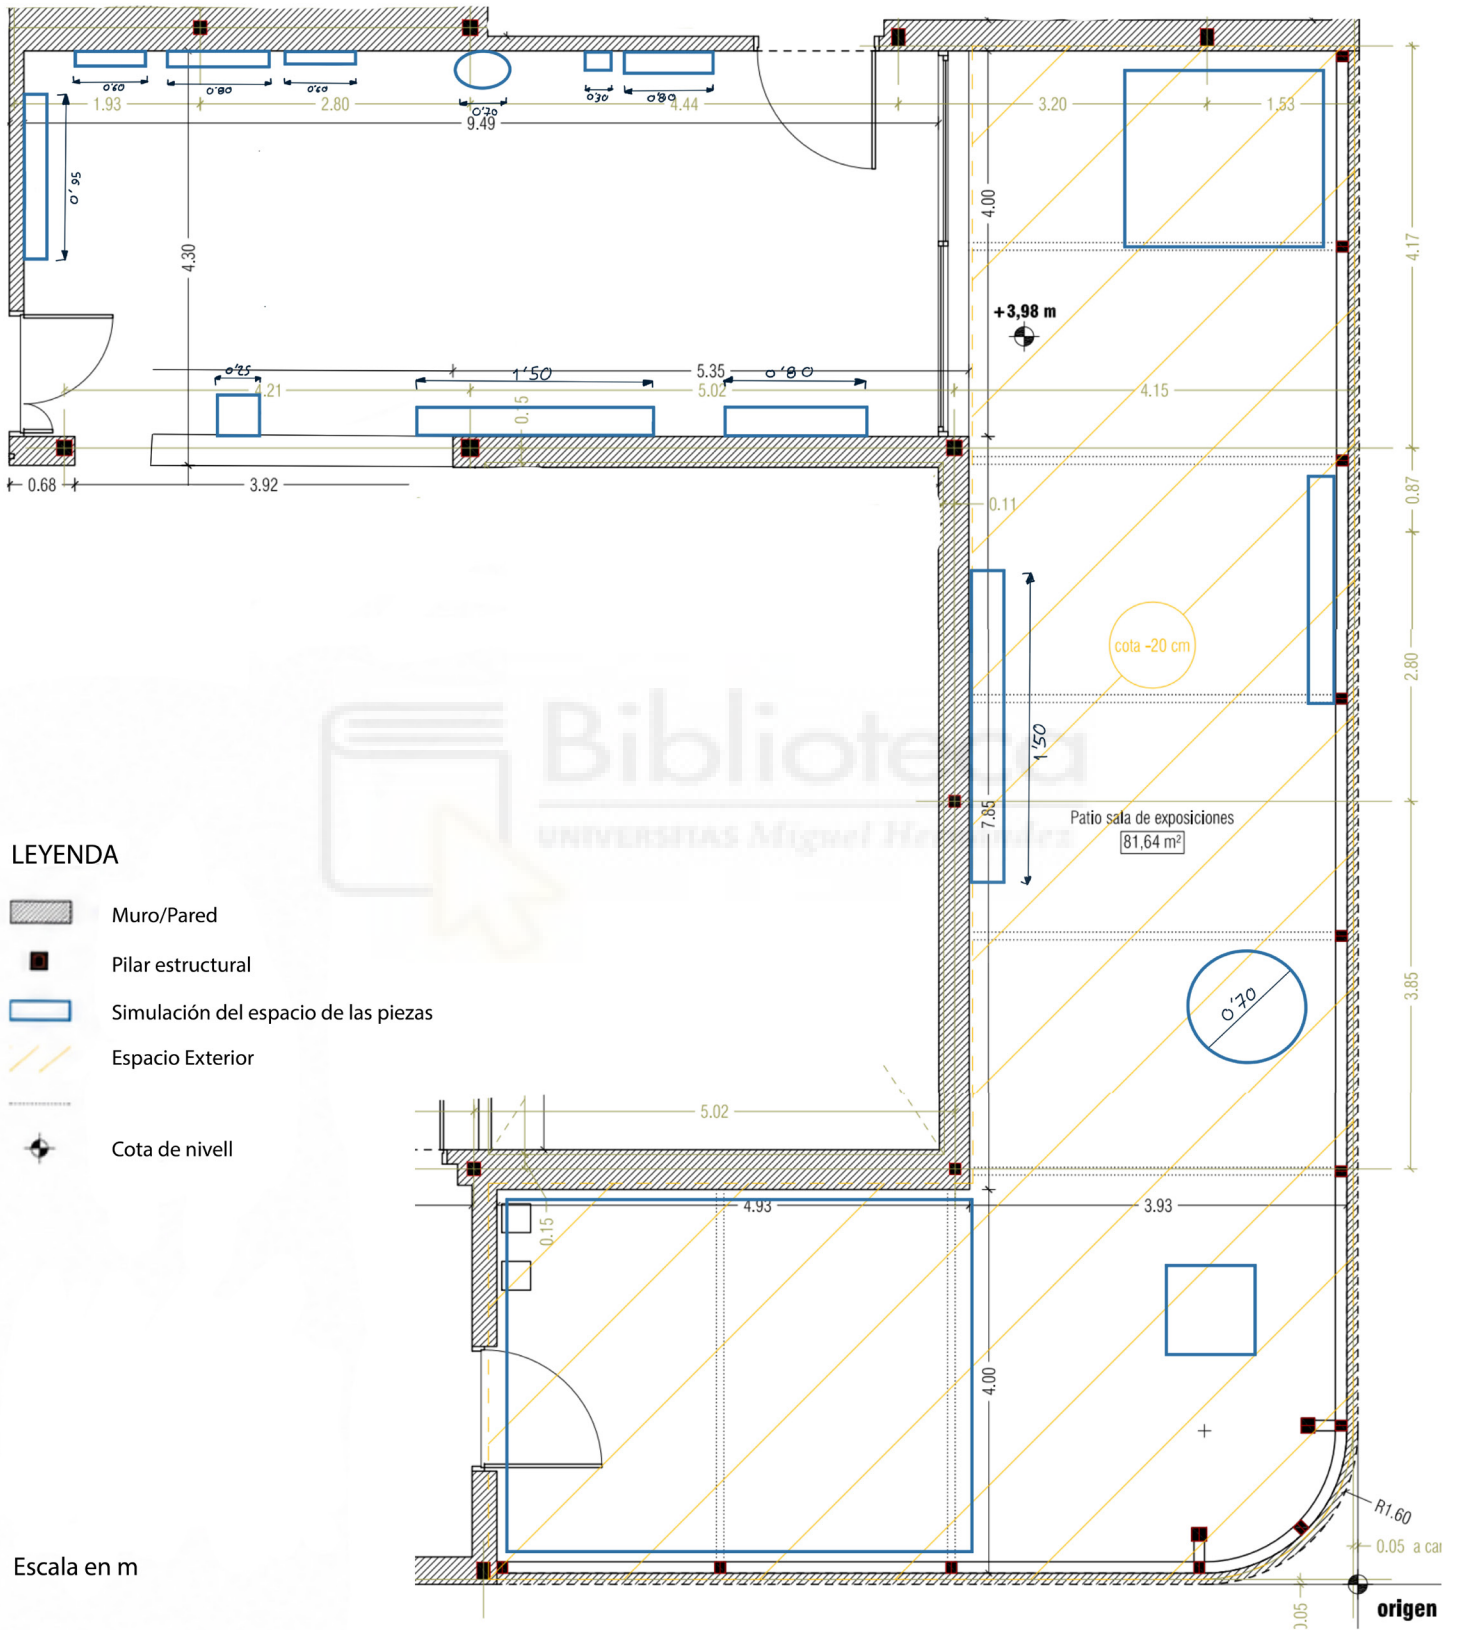 0'60
0'80
0'60
0'70
0'30
0'80
1.93
2.80
4.44
3.20
1.53
9.49
0'95
4.30
4.00
4.17
+3,98 m
0'25
1'50
5.35
0'80
4.21
5.02
4.15
0.15
0.68
3.92
0.87
0.11
cota -20 cm
2.80
1'50
Biblioteca
UNIVERSITAS Miguel Hernández
7.85
Patio sala de exposiciones
81,64 m²
LEYENDA
Muro/Pared
Pilar estructural
Simulación del espacio de las piezas
Espacio Exterior
Cota de nivell
0'70
3.85
5.02
4.93
3.93
0.15
4.00
R1.60
0.05 a car
Escala en m
0.05
origen